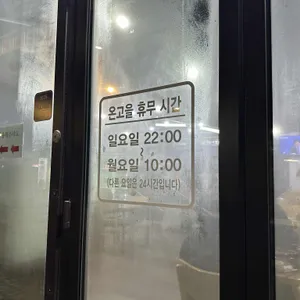 온고을 휴무 시간
일요일 22:00
~
월요일 10:00
(다른 요일은 24시간입니다)